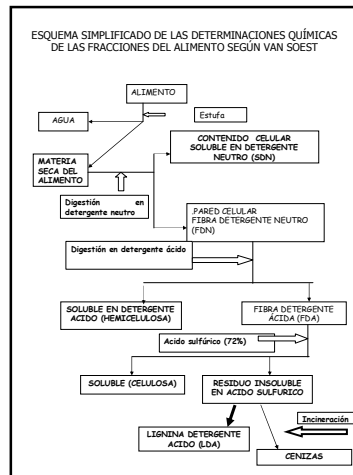 ESQUEMA SIMPLIFICADO DE LAS DETERMINACIONES QUÍMICAS
DE LAS FRACCIONES DEL ALIMENTO SEGÚN VAN SOEST
ALIMENTO
AGUA
Estufa
CONTENIDO CELULAR
SOLUBLE EN DETERGENTE
NEUTRO (SDN)
MATERIA
SECA DEL
ALIMENTO
Digestión en
detergente neutro
.PARED CELULAR
FIBRA DETERGENTE NEUTRO
(FDN)
Digestión en detergente ácido
SOLUBLE EN DETERGENTE
ACIDO (HEMICELULOSA)
FIBRA DETERGENTE
ÁCIDA (FDA)
Acido sulfúrico (72%)
SOLUBLE (CELULOSA)
RESIDUO INSOLUBLE
EN ACIDO SULFURICO
Incineración
LIGNINA DETERGENTE
ACIDO (LDA)
CENIZAS